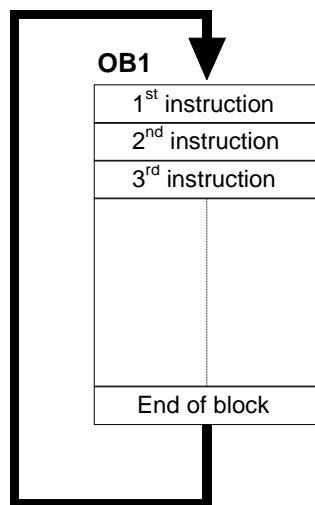 OB1
1st instruction
2nd instruction
3rd instruction
End of block